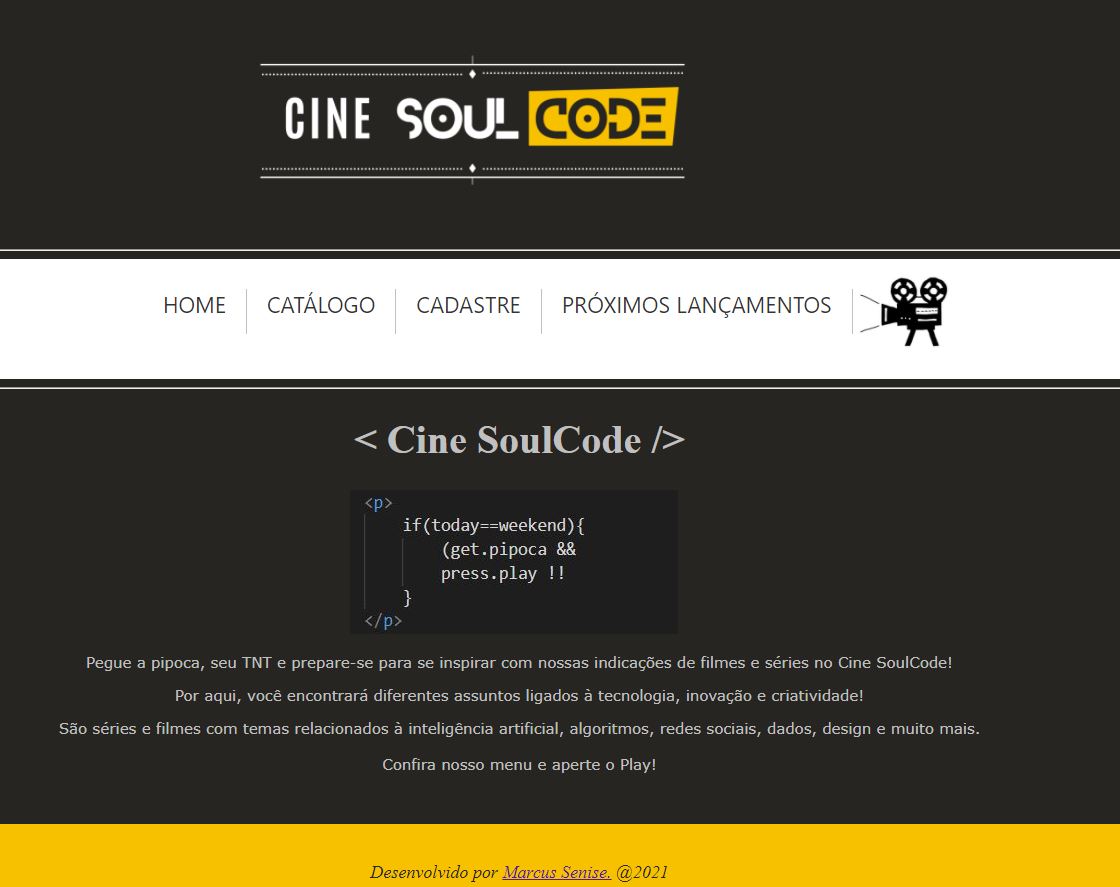 CINE SOUL CODE
HOME CATÁLOGO CADASTRE PRÓXIMOS LANÇAMENTOS
< Cine SoulCode />
<p>
if(today==weekend){
(get.pipoca &&
press.play !!
}
</p>
Pegue a pipoca, seu TNT e prepare-se para se inspirar com nossas indicações de filmes e séries no Cine SoulCode!
Por aqui, você encontrará diferentes assuntos ligados à tecnologia, inovação e criatividade!
São séries e filmes com temas relacionados à inteligência artificial, algoritmos, redes sociais, dados, design e muito mais.
Confira nosso menu e aperte o Play!
Desenvolvido por Marcus Senise. @2021